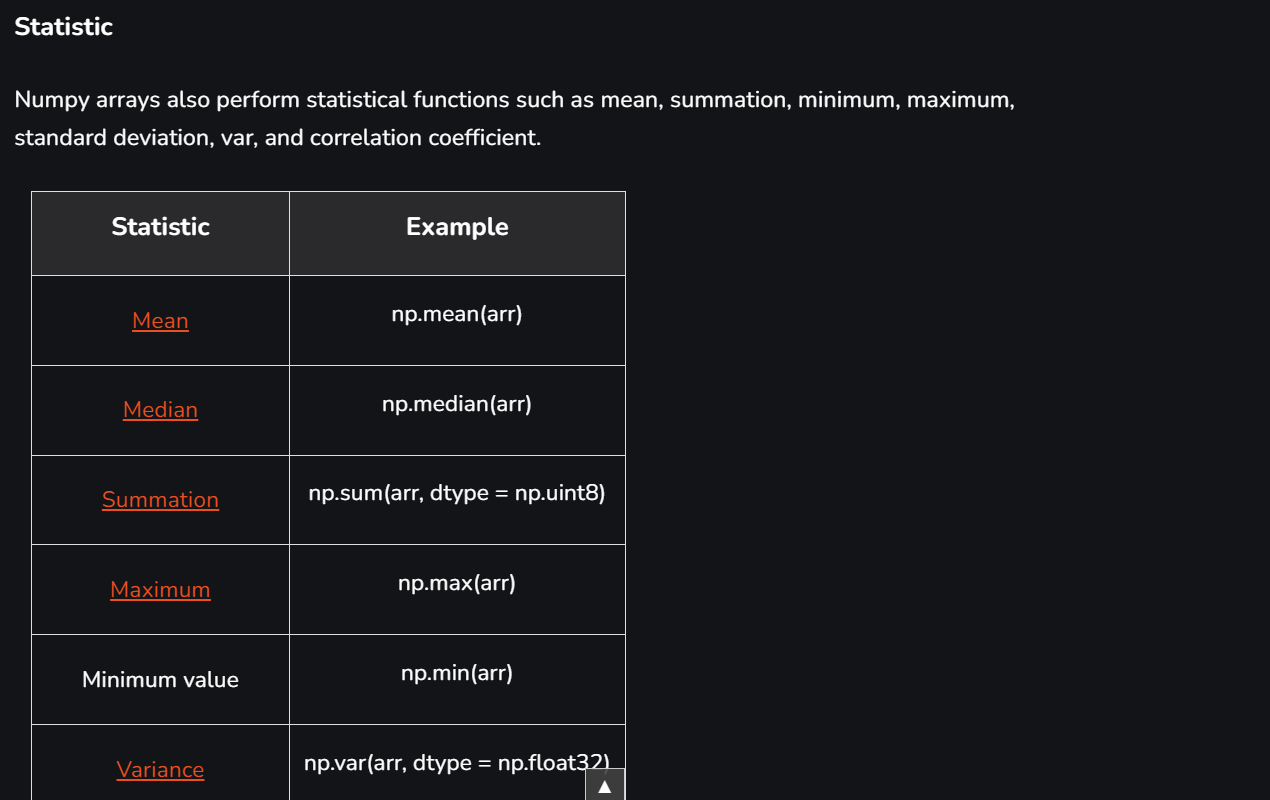 Statistic
Numpy arrays also perform statistical functions such as mean, summation, minimum, maximum,
standard deviation, var, and correlation coefficient.
Statistic Example
Mean np.mean(arr)
Median np.median(arr)
Summation np.sum(arr, dtype = np.uint8)
Maximum np.max(arr)
Minimum value np.min(arr)
Variance np.var(arr, dtype = np.float32)